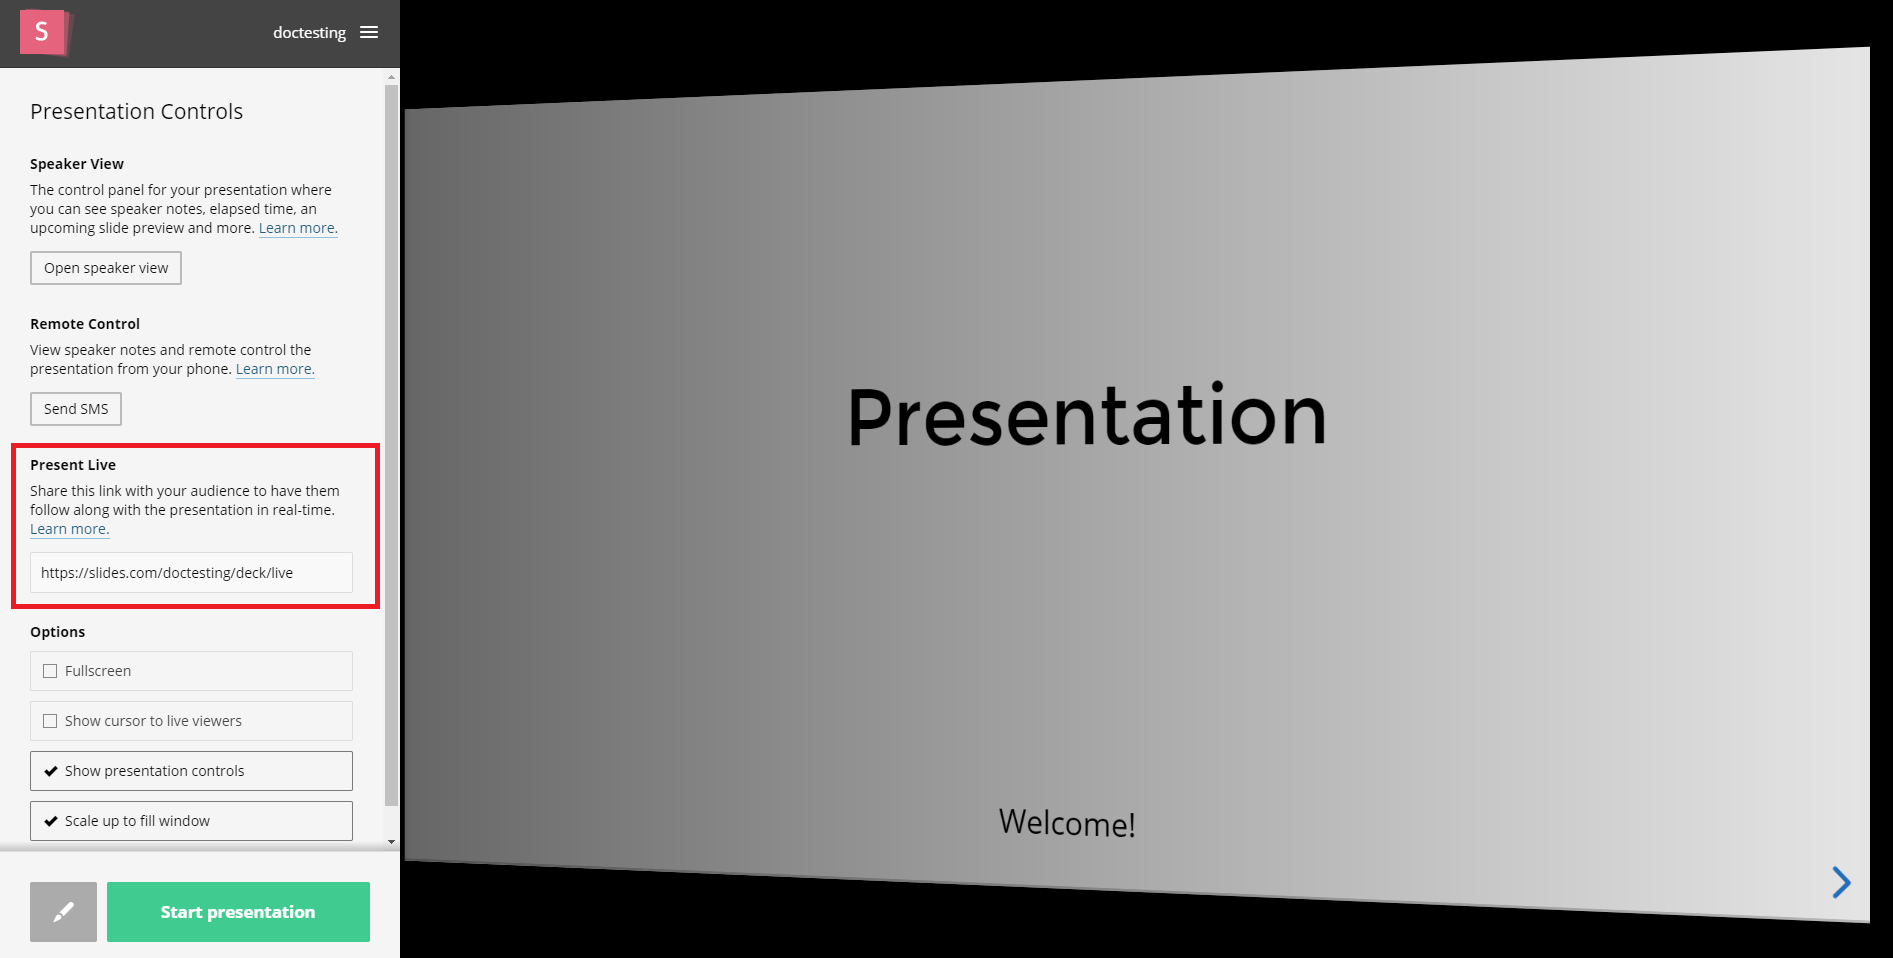 S
doctesting
Presentation Controls
Speaker View
The control panel for your presentation where
you can see speaker notes, elapsed time, an
upcoming slide preview and more. Learn more.
Open speaker view
Remote Control
View speaker notes and remote control the
presentation from your phone. Learn more.
Send SMS
Present Live
Share this link with your audience to have them
follow along with the presentation in real-time.
Learn more.
https://slides.com/doctesting/deck/live
Options
Fullscreen
Show cursor to live viewers
Show presentation controls
Scale up to fill window
Start presentation
Presentation
Welcome!